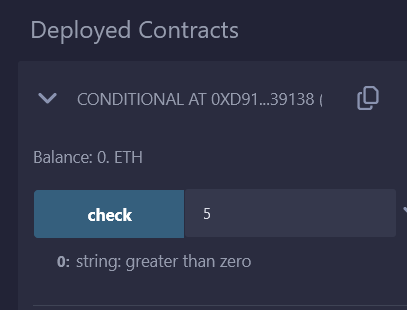 Deployed Contracts
CONDITIONAL AT 0XD91...39138 (
Balance: 0. ETH
check
5
0: string: greater than zero